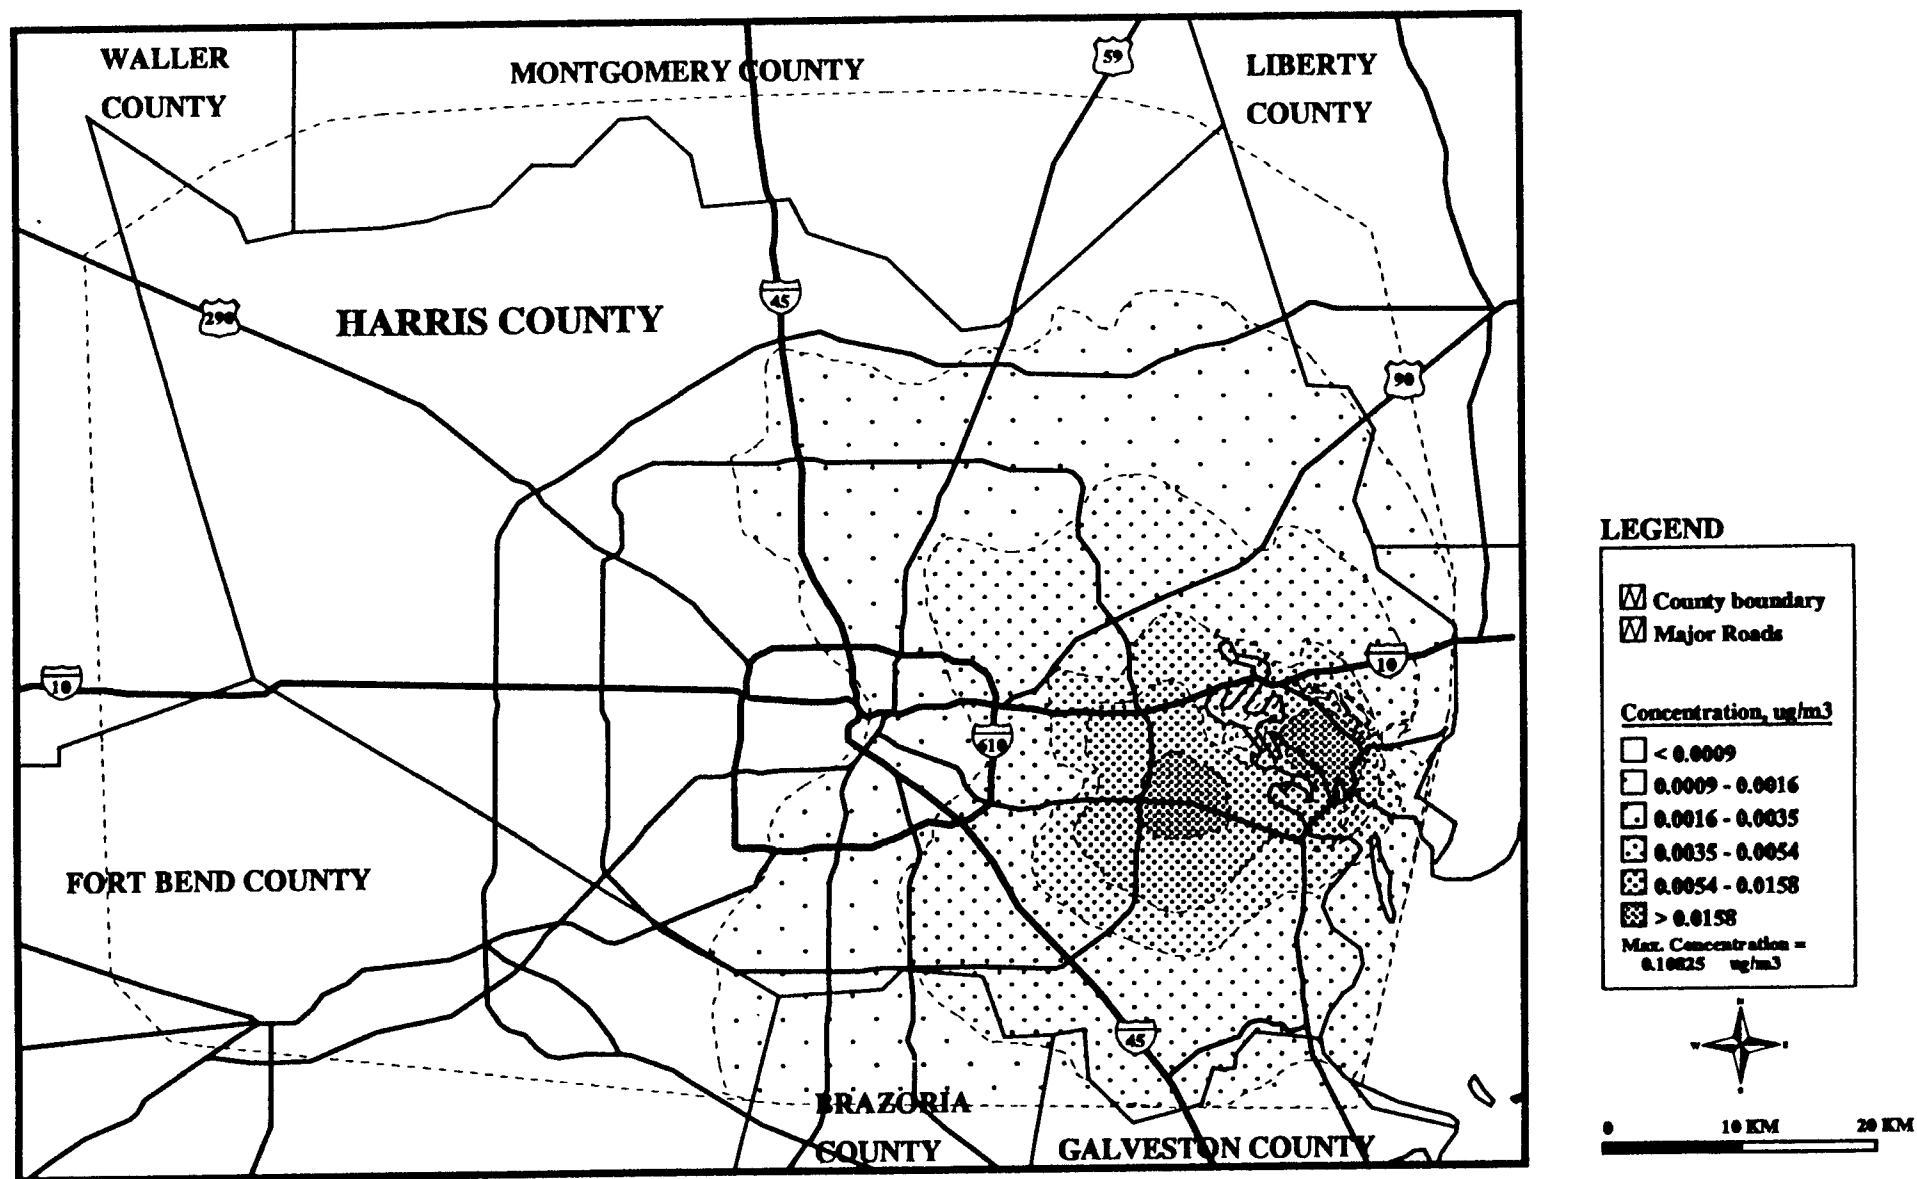 WALLER
COUNTY
MONTGOMERY COUNTY
59
LIBERTY
COUNTY
290
HARRIS COUNTY
45
90
10
10
610
FORT BEND COUNTY
45
BRAZORIA
COUNTY
GALVESTON COUNTY
LEGEND
County boundary
Major Roads
Concentration, ug/m3
< 0.0009
0.0009 - 0.0016
0.0016 - 0.0035
0.0035 - 0.0054
0.0054 - 0.0158
> 0.0158
Max. Concentration =
ug/m3
N
W
0 10 KM 20 KM